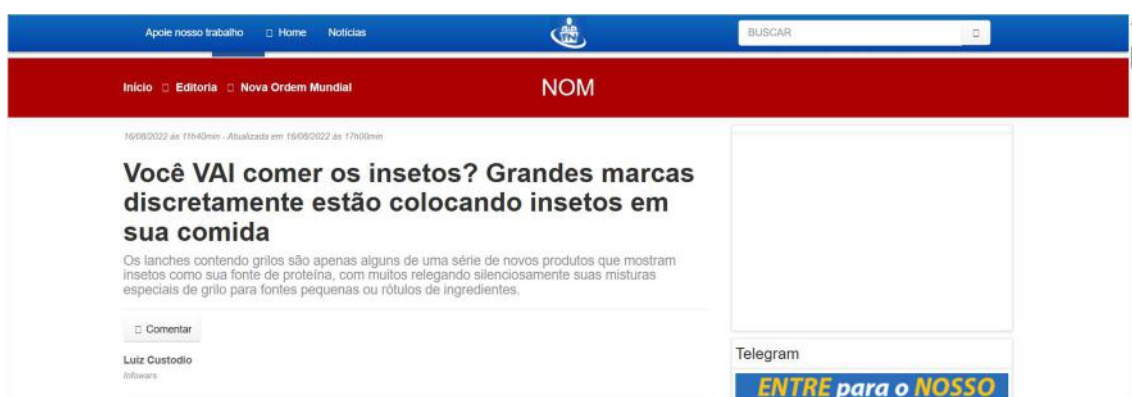 Apoie nosso trabalho Home Notícias BUSCAR
Início Editoria Nova Ordem Mundial NOM
16/08/2022 às 11h40min - Atualizada em 16/08/2022 às 17h00min
Você VAI comer os insetos? Grandes marcas
discretamente estão colocando insetos em
sua comida
Os lanches contendo grilos são apenas alguns de uma série de novos produtos que mostram
insetos como sua fonte de proteína, com muitos relegando silenciosamente suas misturas
especiais de grilo para fontes pequenas ou rótulos de ingredientes.
Comentar
Luiz Custodio
Infowars
Telegram
ENTRE para o NOSSO